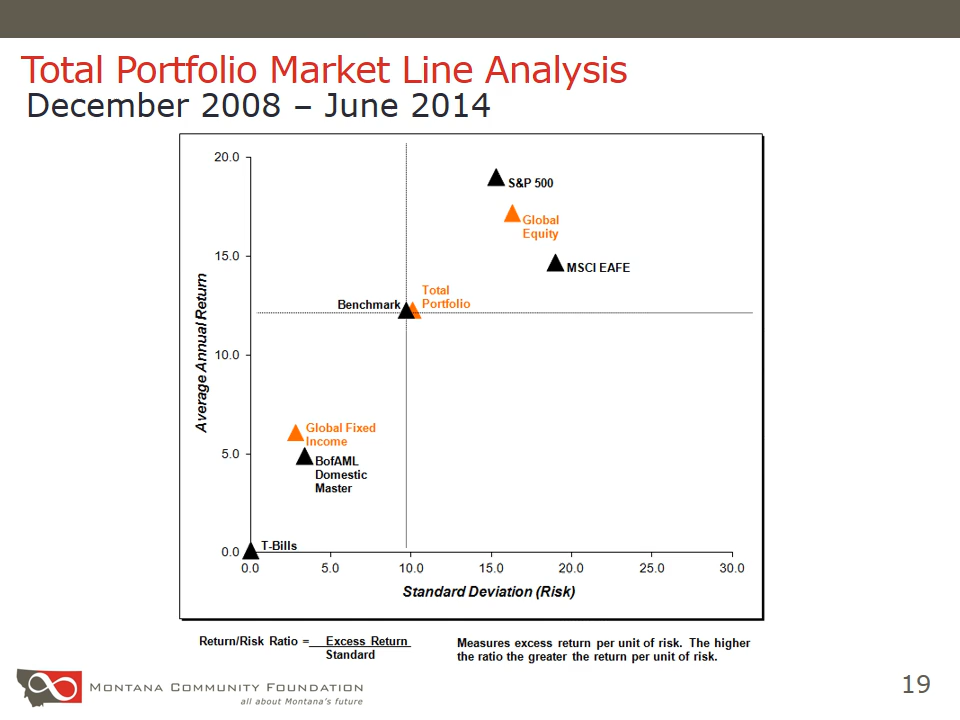 Total Portfolio Market Line Analysis
December 2008 – June 2014
20.0
S&P 500
Global
Equity
15.0
MSCI EAFE
Total
Portfolio
Benchmark
Average Annual Return
10.0
Global Fixed
Income
5.0
BofAML
Domestic
Master
T-Bills
0.0
0.0 5.0 10.0 15.0 20.0 25.0 30.0
Standard Deviation (Risk)
Return/Risk Ratio = Excess Return
Standard
Measures excess return per unit of risk. The higher
the ratio the greater the return per unit of risk.
Montana Community Foundation
all about Montana's future
19